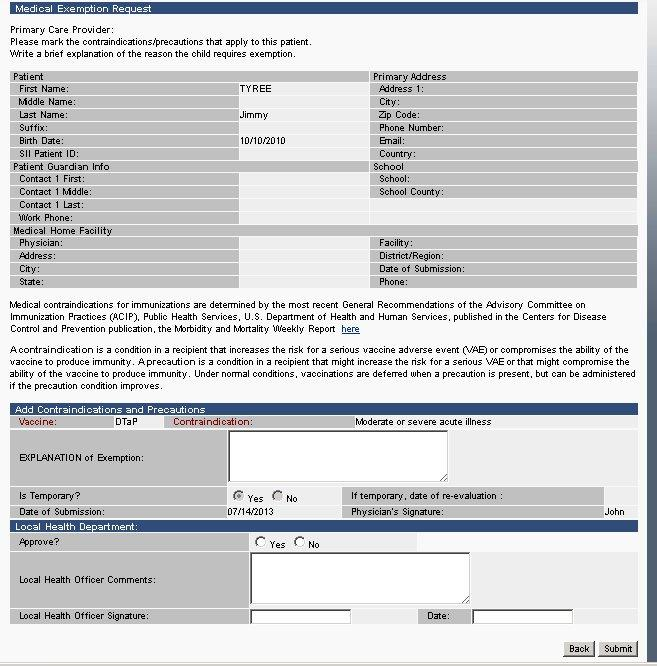 Medical Exemption Request
Primary Care Provider:
Please mark the contraindications/precautions that apply to this patient.
Write a brief explanation of the reason the child requires exemption.
Patient Primary Address
First Name: TYREE Address 1:
Middle Name: City:
Last Name: Jimmy Zip Code:
Suffix: Phone Number:
Birth Date: 10/10/2010 Email:
SII Patient ID: Country:
Patient Guardian Info School
Contact 1 First: School:
Contact 1 Middle: School County:
Contact 1 Last:
Work Phone:
Medical Home Facility
Physician: Facility:
Address: District/Region:
City: Date of Submission:
State: Phone:
Medical contraindications for immunizations are determined by the most recent General Recommendations of the Advisory Committee on
Immunization Practices (ACIP), Public Health Services, U.S. Department of Health and Human Services, published in the Centers for Disease
Control and Prevention publication, the Morbidity and Mortality Weekly Report here
A contraindication is a condition in a recipient that increases the risk for a serious vaccine adverse event (VAE) or compromises the ability of the
vaccine to produce immunity. A precaution is a condition in a recipient that might increase the risk for a serious VAE or that might compromise the
ability of the vaccine to produce immunity. Under normal conditions, vaccinations are deferred when a precaution is present, but can be administered
if the precaution condition improves.
Add Contraindications and Precautions
Vaccine: DTaP Contraindication: Moderate or severe acute illness
EXPLANATION of Exemption:
Is Temporary? Yes No If temporary, date of re-evaluation :
Date of Submission: 07/14/2013 Physician's Signature: John
Local Health Department:
Approve? Yes No
Local Health Officer Comments:
Local Health Officer Signature: Date:
Back Submit